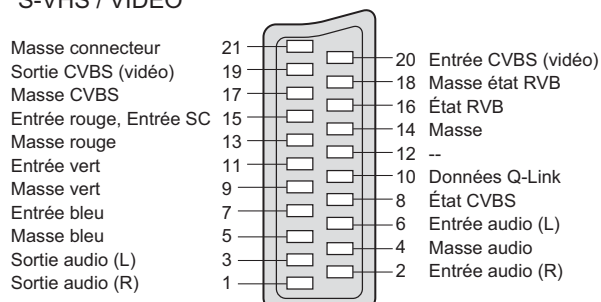 S-VHS / VIDEO
Masse connecteur 21
Sortie CVBS (vidéo) 19
Masse CVBS 17
Entrée rouge, Entrée SC 15
Masse rouge 13
Entrée vert 11
Masse vert 9
Entrée bleu 7
Masse bleu 5
Sortie audio (L) 3
Sortie audio (R) 1
20 Entrée CVBS (vidéo)
18 Masse état RVB
16 État RVB
14 Masse
12 --
10 Données Q-Link
8 État CVBS
6 Entrée audio (L)
4 Masse audio
2 Entrée audio (R)